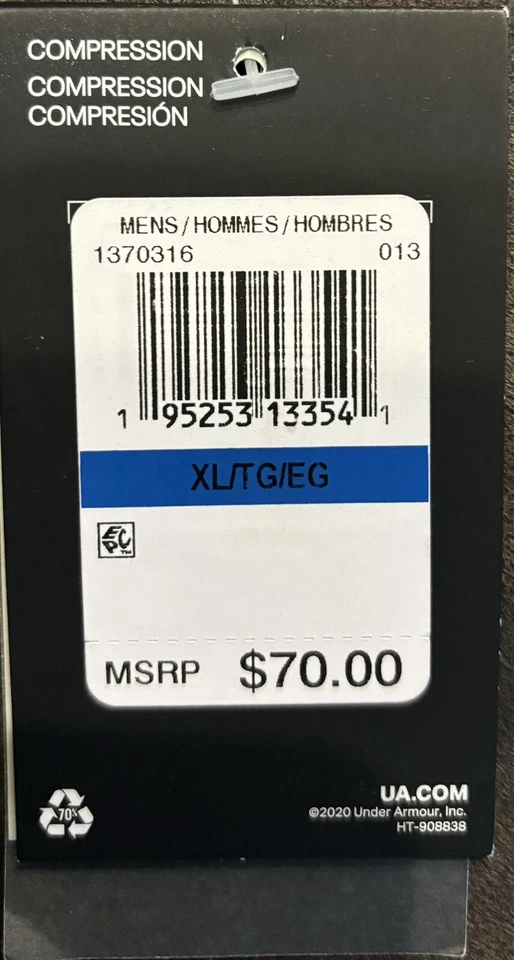 COMPRESSION
COMPRESSION
COMPRESIÓN
MENS/HOMMES/HOMBRES
1370316 013
1 95253 13354 1
XL/TG/EG
EPC™
MSRP $70.00
70%
UA.COM
©2020 Under Armour, Inc.
HT-908838